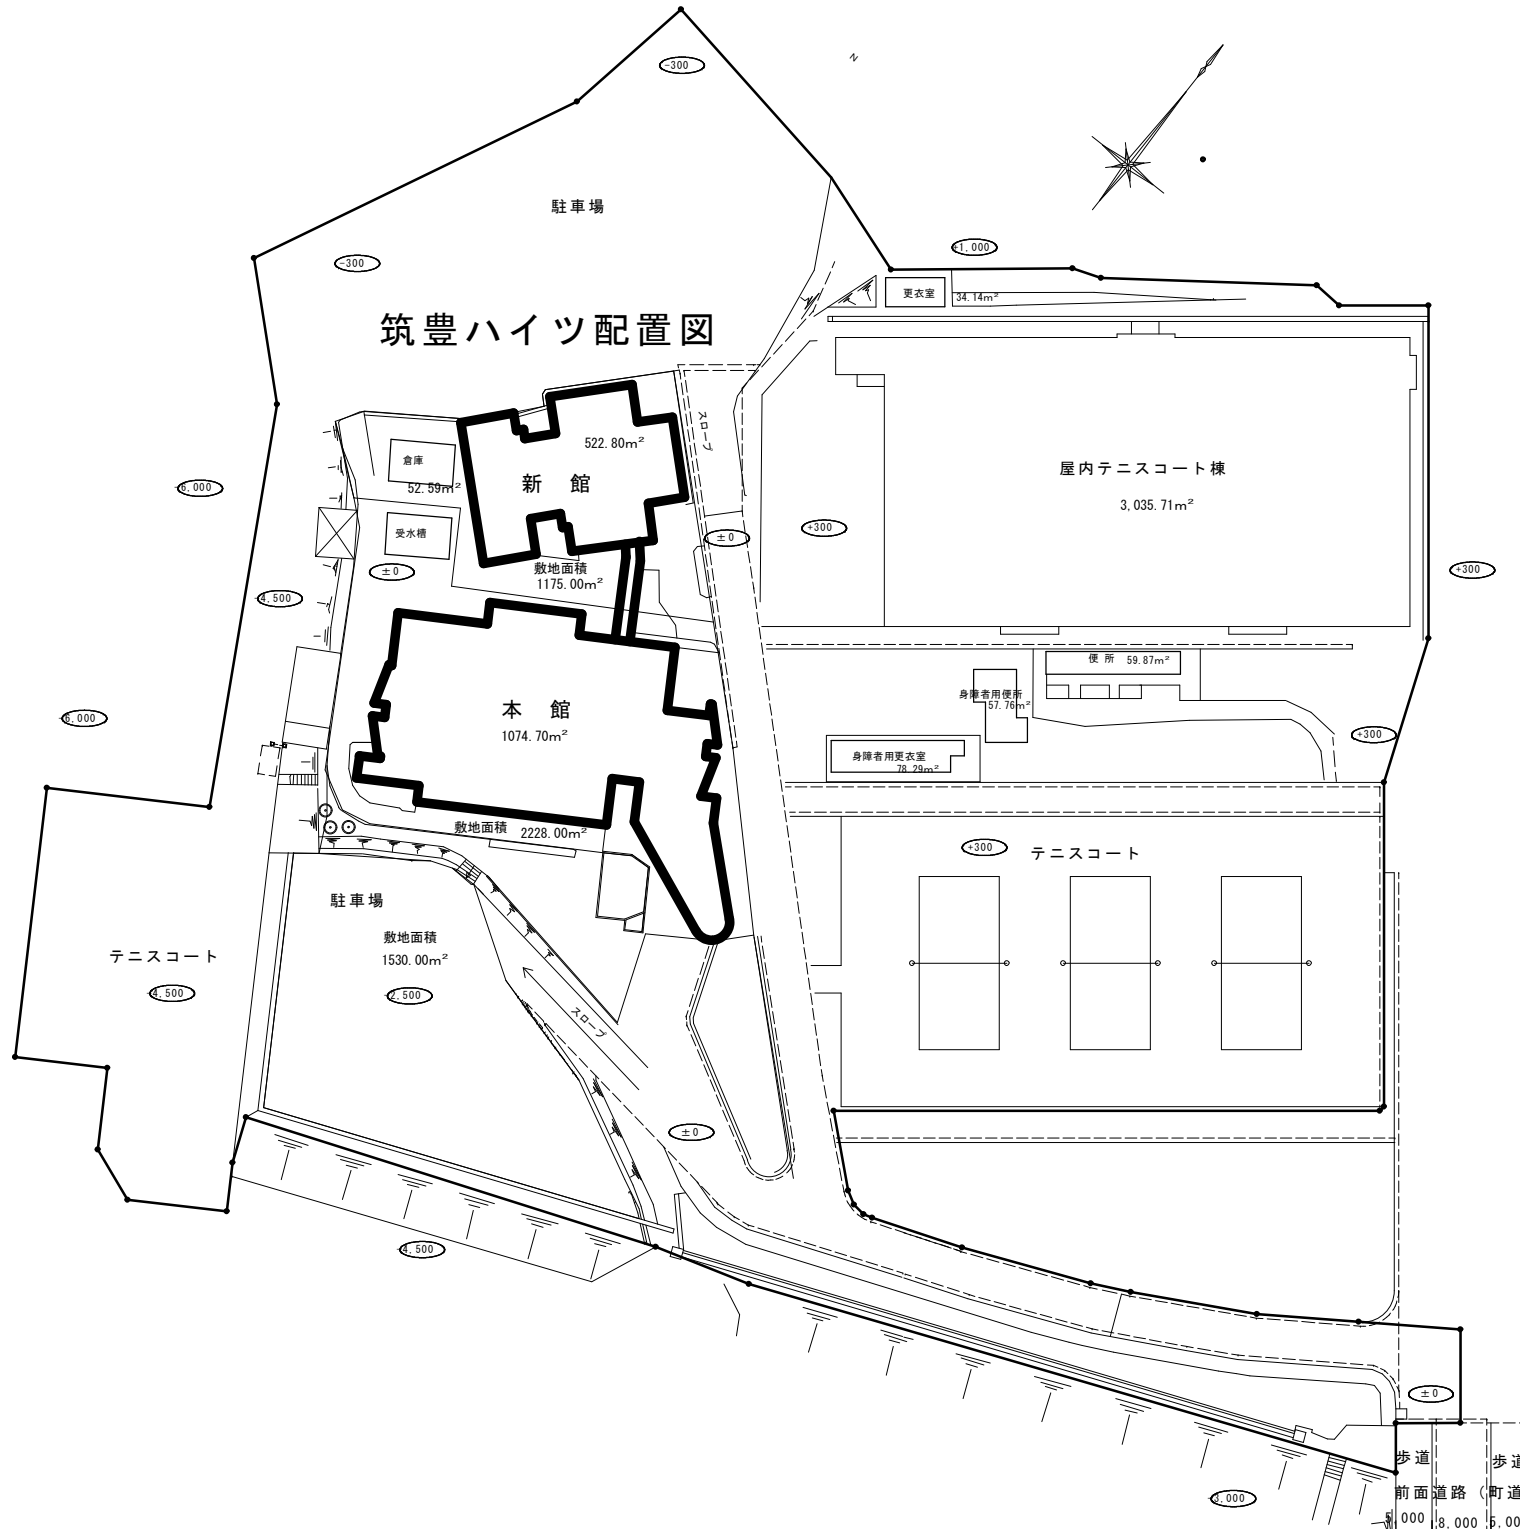 -300
N
駐車場
+1,000
-300
更衣室
34.14m²
筑豊ハイツ配置図
スロープ
522.80m²
倉庫
新 館
52.59m²
屋内テニスコート棟
3,035.71m²
-6,000
受水槽
+300
±0
±0
敷地面積
1175.00m²
+300
-4,500
便 所 59.87m²
身障者用便所
57.76m²
本 館
1074.70m²
-6,000
+300
身障者用更衣室
78.29m²
敷地面積 2228.00m²
+300
テニスコート
駐車場
敷地面積
1530.00m²
テニスコート
-4,500
-2,500
スロープ
±0
-4,500
±0
歩道
歩道
前面道路（町道
-3,000
5,000
8,000